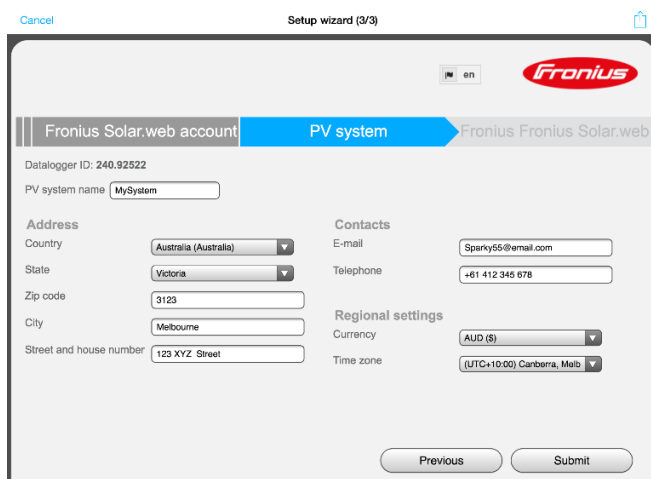 Cancel
Setup wizard (3/3)
en
Fronius
Fronius Solar.web account
PV system
Fronius Fronius Solar.web
Datalogger ID: 240.92522
PV system name MySystem
Address
Country Australia (Australia)
State Victoria
Zip code 3123
City Melbourne
Street and house number 123 XYZ Street
Contacts
E-mail Sparky55@email.com
Telephone +61 412 345 678
Regional settings
Currency AUD ($)
Time zone (UTC+10:00) Canberra, Melb
Previous
Submit